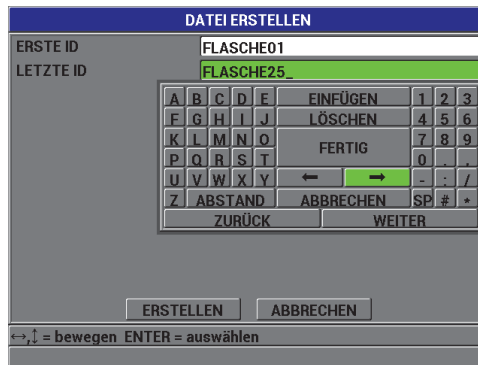 DATEI ERSTELLEN
ERSTE ID FLASCHE01
LETZTE ID FLASCHE25_
A B C D E EINFÜGEN 1 2 3
F G H I J LÖSCHEN 4 5 6
K L M N O FERTIG 7 8 9
P Q R S T 0 . ,
U V W X Y ← → - : /
Z ABSTAND ABBRECHEN SP # *
ZURÜCK WEITER
ERSTELLEN ABBRECHEN
↔,↕ = bewegen ENTER = auswählen